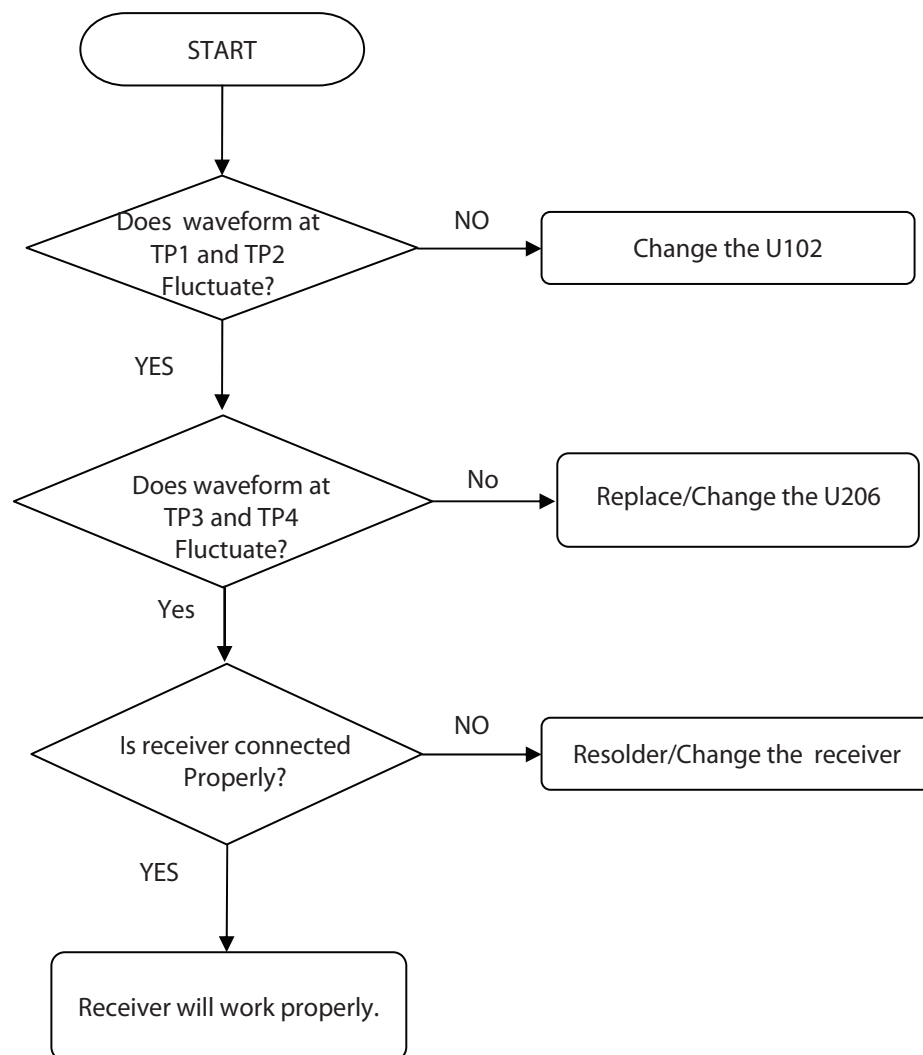 START
Does waveform at
TP1 and TP2
Fluctuate?
NO
Change the U102
YES
Does waveform at
TP3 and TP4
Fluctuate?
No
Replace/Change the U206
Yes
Is receiver connected
Properly?
NO
Resolder/Change the receiver
YES
Receiver will work properly.